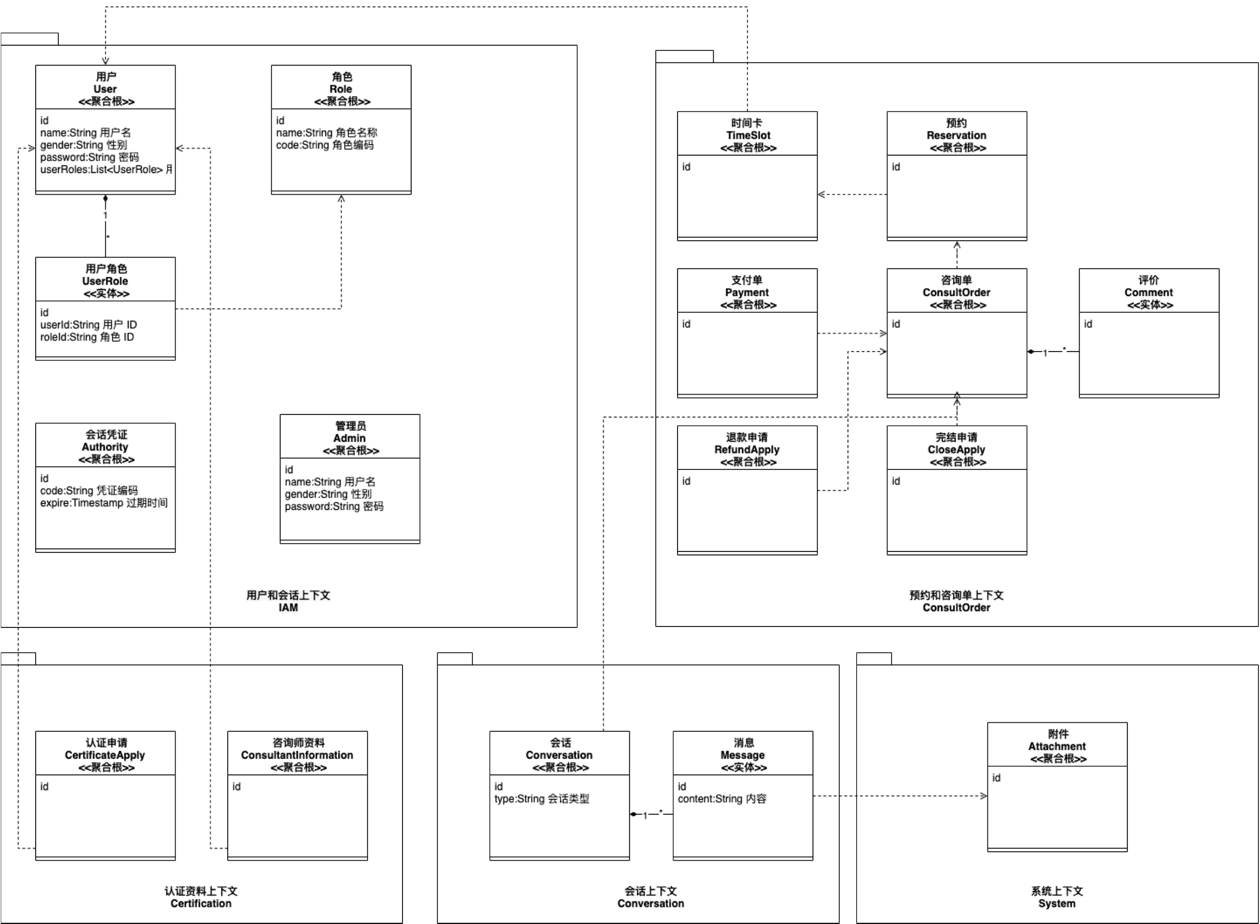 用户
User
<<聚合根>>
id
name:String 用户名
gender:String 性别
password:String 密码
userRoles:List<UserRole>
1
*
角色
Role
<<聚合根>>
id
name:String 角色名称
code:String 角色编码
用户角色
UserRole
<<实体>>
id
userId:String 用户 ID
roleId:String 角色 ID
会话凭证
Authority
<<聚合根>>
id
code:String 凭证编码
expire:Timestamp 过期时间
管理员
Admin
<<聚合根>>
id
name:String 用户名
gender:String 性别
password:String 密码
用户和会话上下文
IAM
时间卡
TimeSlot
<<聚合根>>
id
预约
Reservation
<<聚合根>>
id
支付单
Payment
<<聚合根>>
id
咨询单
ConsultOrder
<<聚合根>>
id
1
*
评价
Comment
<<实体>>
id
退款申请
RefundApply
<<聚合根>>
id
完结申请
CloseApply
<<聚合根>>
id
预约和咨询单上下文
ConsultOrder
认证申请
CertificateApply
<<聚合根>>
id
咨询师资料
ConsultantInformation
<<聚合根>>
id
认证资料上下文
Certification
会话
Conversation
<<聚合根>>
id
type:String 会话类型
1
*
消息
Message
<<实体>>
id
content:String 内容
会话上下文
Conversation
附件
Attachment
<<聚合根>>
id
系统上下文
System